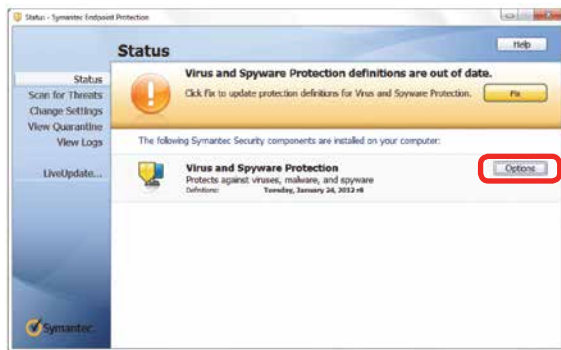 Status - Symantec Endpoint Protection
Status
Help
Status
Scan for Threats
Change Settings
View Quarantine
View Logs
LiveUpdate...
Virus and Spyware Protection definitions are out of date.
Click Fix to update protection definitions for Virus and Spyware Protection.
Fix
The following Symantec Security components are installed on your computer:
Virus and Spyware Protection
Options
Protects against viruses, malware, and spyware
Definitions: Tuesday, January 24, 2012 r6
Symantec.